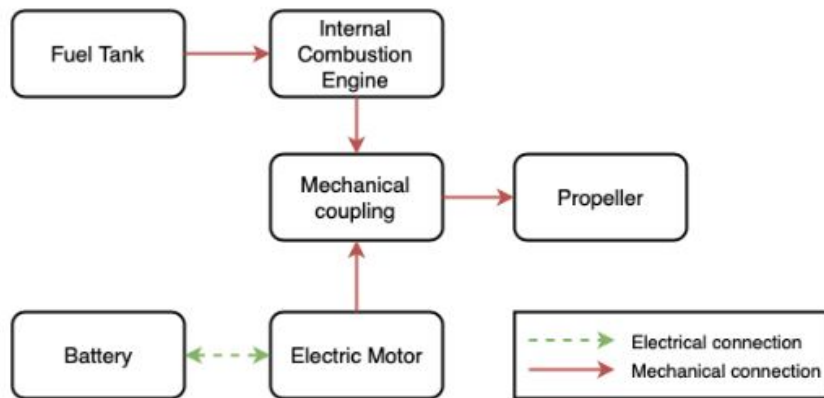 Fuel Tank
Internal
Combustion
Engine
Mechanical
coupling
Propeller
Battery
Electric Motor
Electrical connection
Mechanical connection